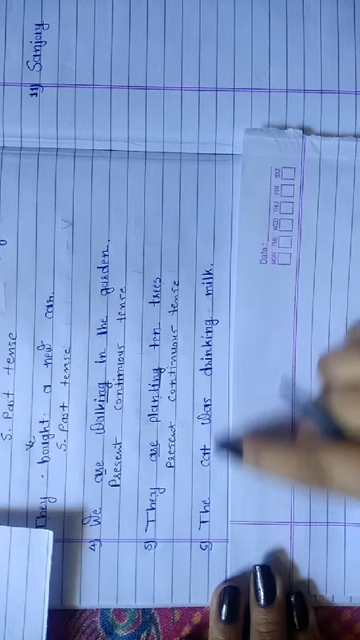 S. Past tense
They bought a new car.
S. Past tense
4) We are walking in the garden.
Present continuous tense
5) They are planting ten trees
Present continuous tense
6) The cat was drinking milk.
11) Sanjay
Date:
MON TUE WED THU FRI SAT